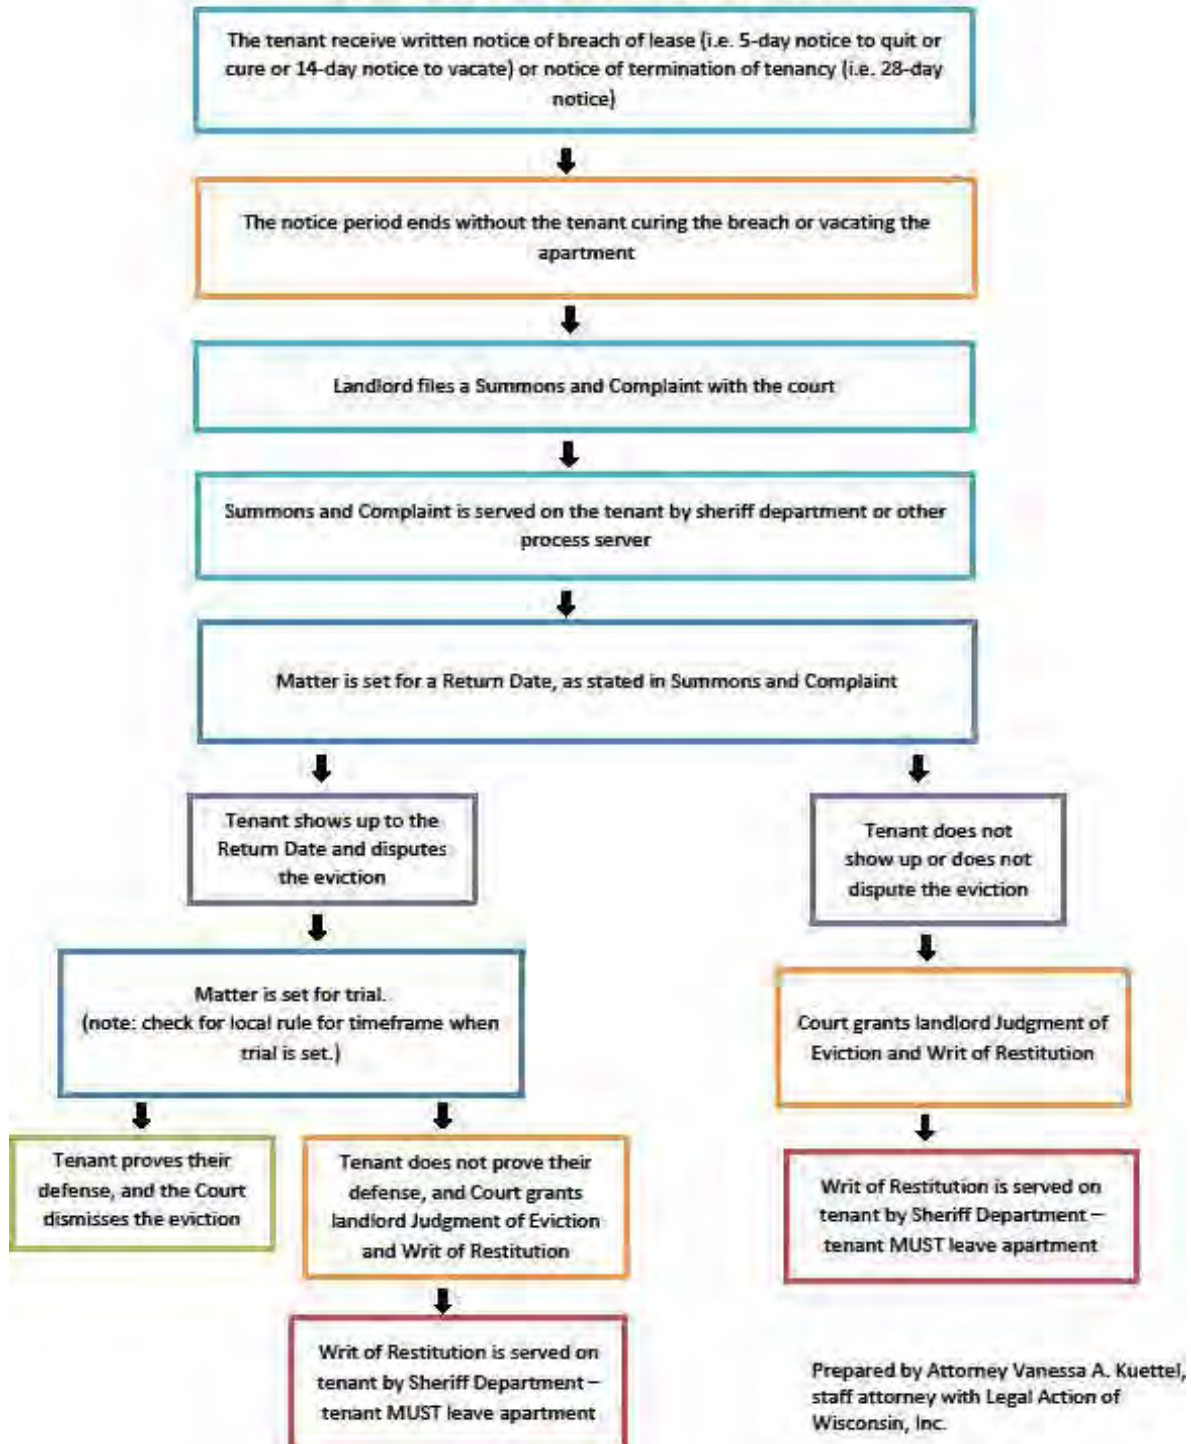 The tenant receive written notice of breach of lease (i.e. 5-day notice to quit or
cure or 14-day notice to vacate) or notice of termination of tenancy (i.e. 28-day
notice)
The notice period ends without the tenant curing the breach or vacating the
apartment
Landlord files a Summons and Complaint with the court
Summons and Complaint is served on the tenant by sheriff department or other
process server
Matter is set for a Return Date, as stated in Summons and Complaint
Tenant shows up to the
Return Date and disputes
the eviction
Matter is set for trial.
(note: check for local rule for timeframe when
trial is set.)
Tenant proves their
defense, and the Court
dismisses the eviction
Tenant does not prove their
defense, and Court grants
landlord Judgment of Eviction
and Writ of Restitution
Writ of Restitution is served on
tenant by Sheriff Department –
tenant MUST leave apartment
Tenant does not
show up or does not
dispute the eviction
Court grants landlord Judgment of
Eviction and Writ of Restitution
Writ of Restitution is served on
tenant by Sheriff Department –
tenant MUST leave apartment
Prepared by Attorney Vanessa A. Kuettel,
staff attorney with Legal Action of
Wisconsin, Inc.